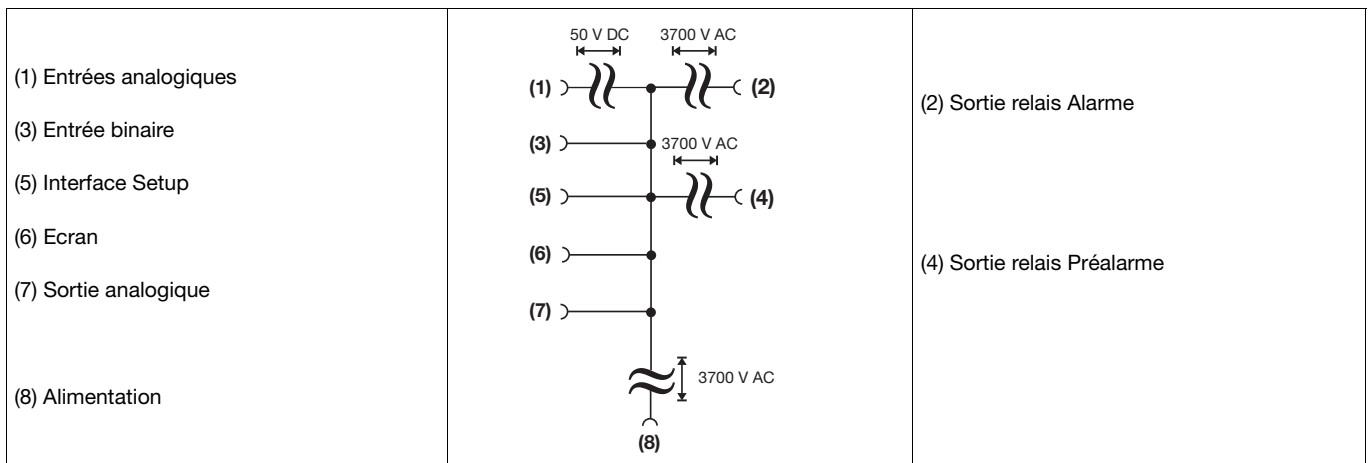 (1) Entrées analogiques
(3) Entrée binaire
(5) Interface Setup
(6) Ecran
(7) Sortie analogique
(8) Alimentation
50 V DC
3700 V AC
(1)
(2)
(3)
3700 V AC
(5)
(4)
(6)
(7)
3700 V AC
(8)
(2) Sortie relais Alarme
(4) Sortie relais Préalarme